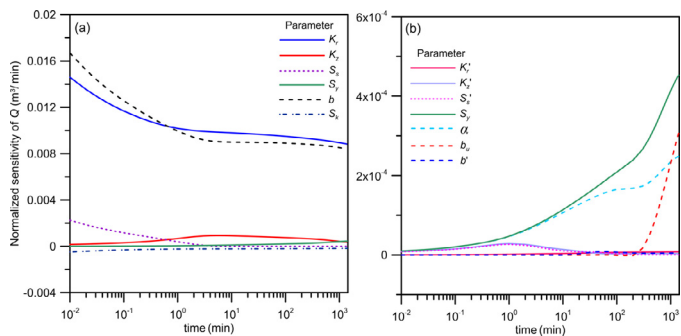 (a)
Parameter
Kr
Kz
Ss
Sy
b
Sk
0.02
0.016
0.012
0.008
0.004
0
-0.004
Normalized sensitivity of Q (m³/min)
10⁻² 10⁻¹ 10⁰ 10¹ 10² 10³
time (min)
(b)
Parameter
Kr'
Kz'
Ss'
Sy
α
bu
b'
6x10⁻⁴
4x10⁻⁴
2x10⁻⁴
0
10⁻² 10⁻¹ 10⁰ 10¹ 10² 10³
time (min)